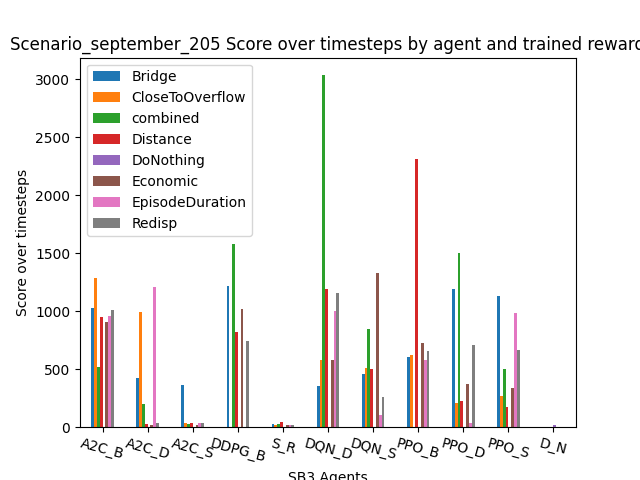 Scenario_september_205 Score over timesteps by agent and trained reward
Score over timesteps
3000
2500
2000
1500
1000
500
0
Bridge
CloseToOverflow
combined
Distance
DoNothing
Economic
EpisodeDuration
Redisp
A2C_B A2C_D A2C_S DDPG_B S_R DQN_D DQN_S PPO_B PPO_D PPO_S D_N
SB3 Agents